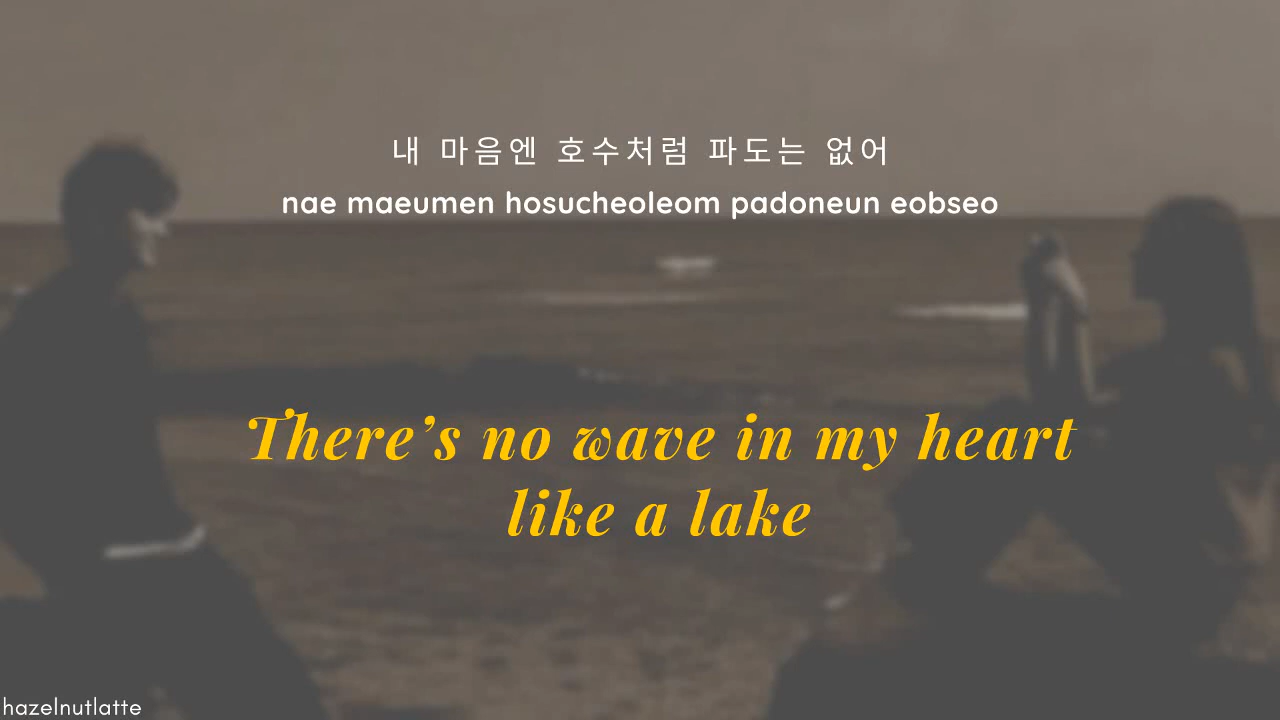 내 마음엔 호수처럼 파도는 없어
nae maeumen hosucheoleom padoneun eobseo
There’s no wave in my heart
like a lake
hazelnutlatte